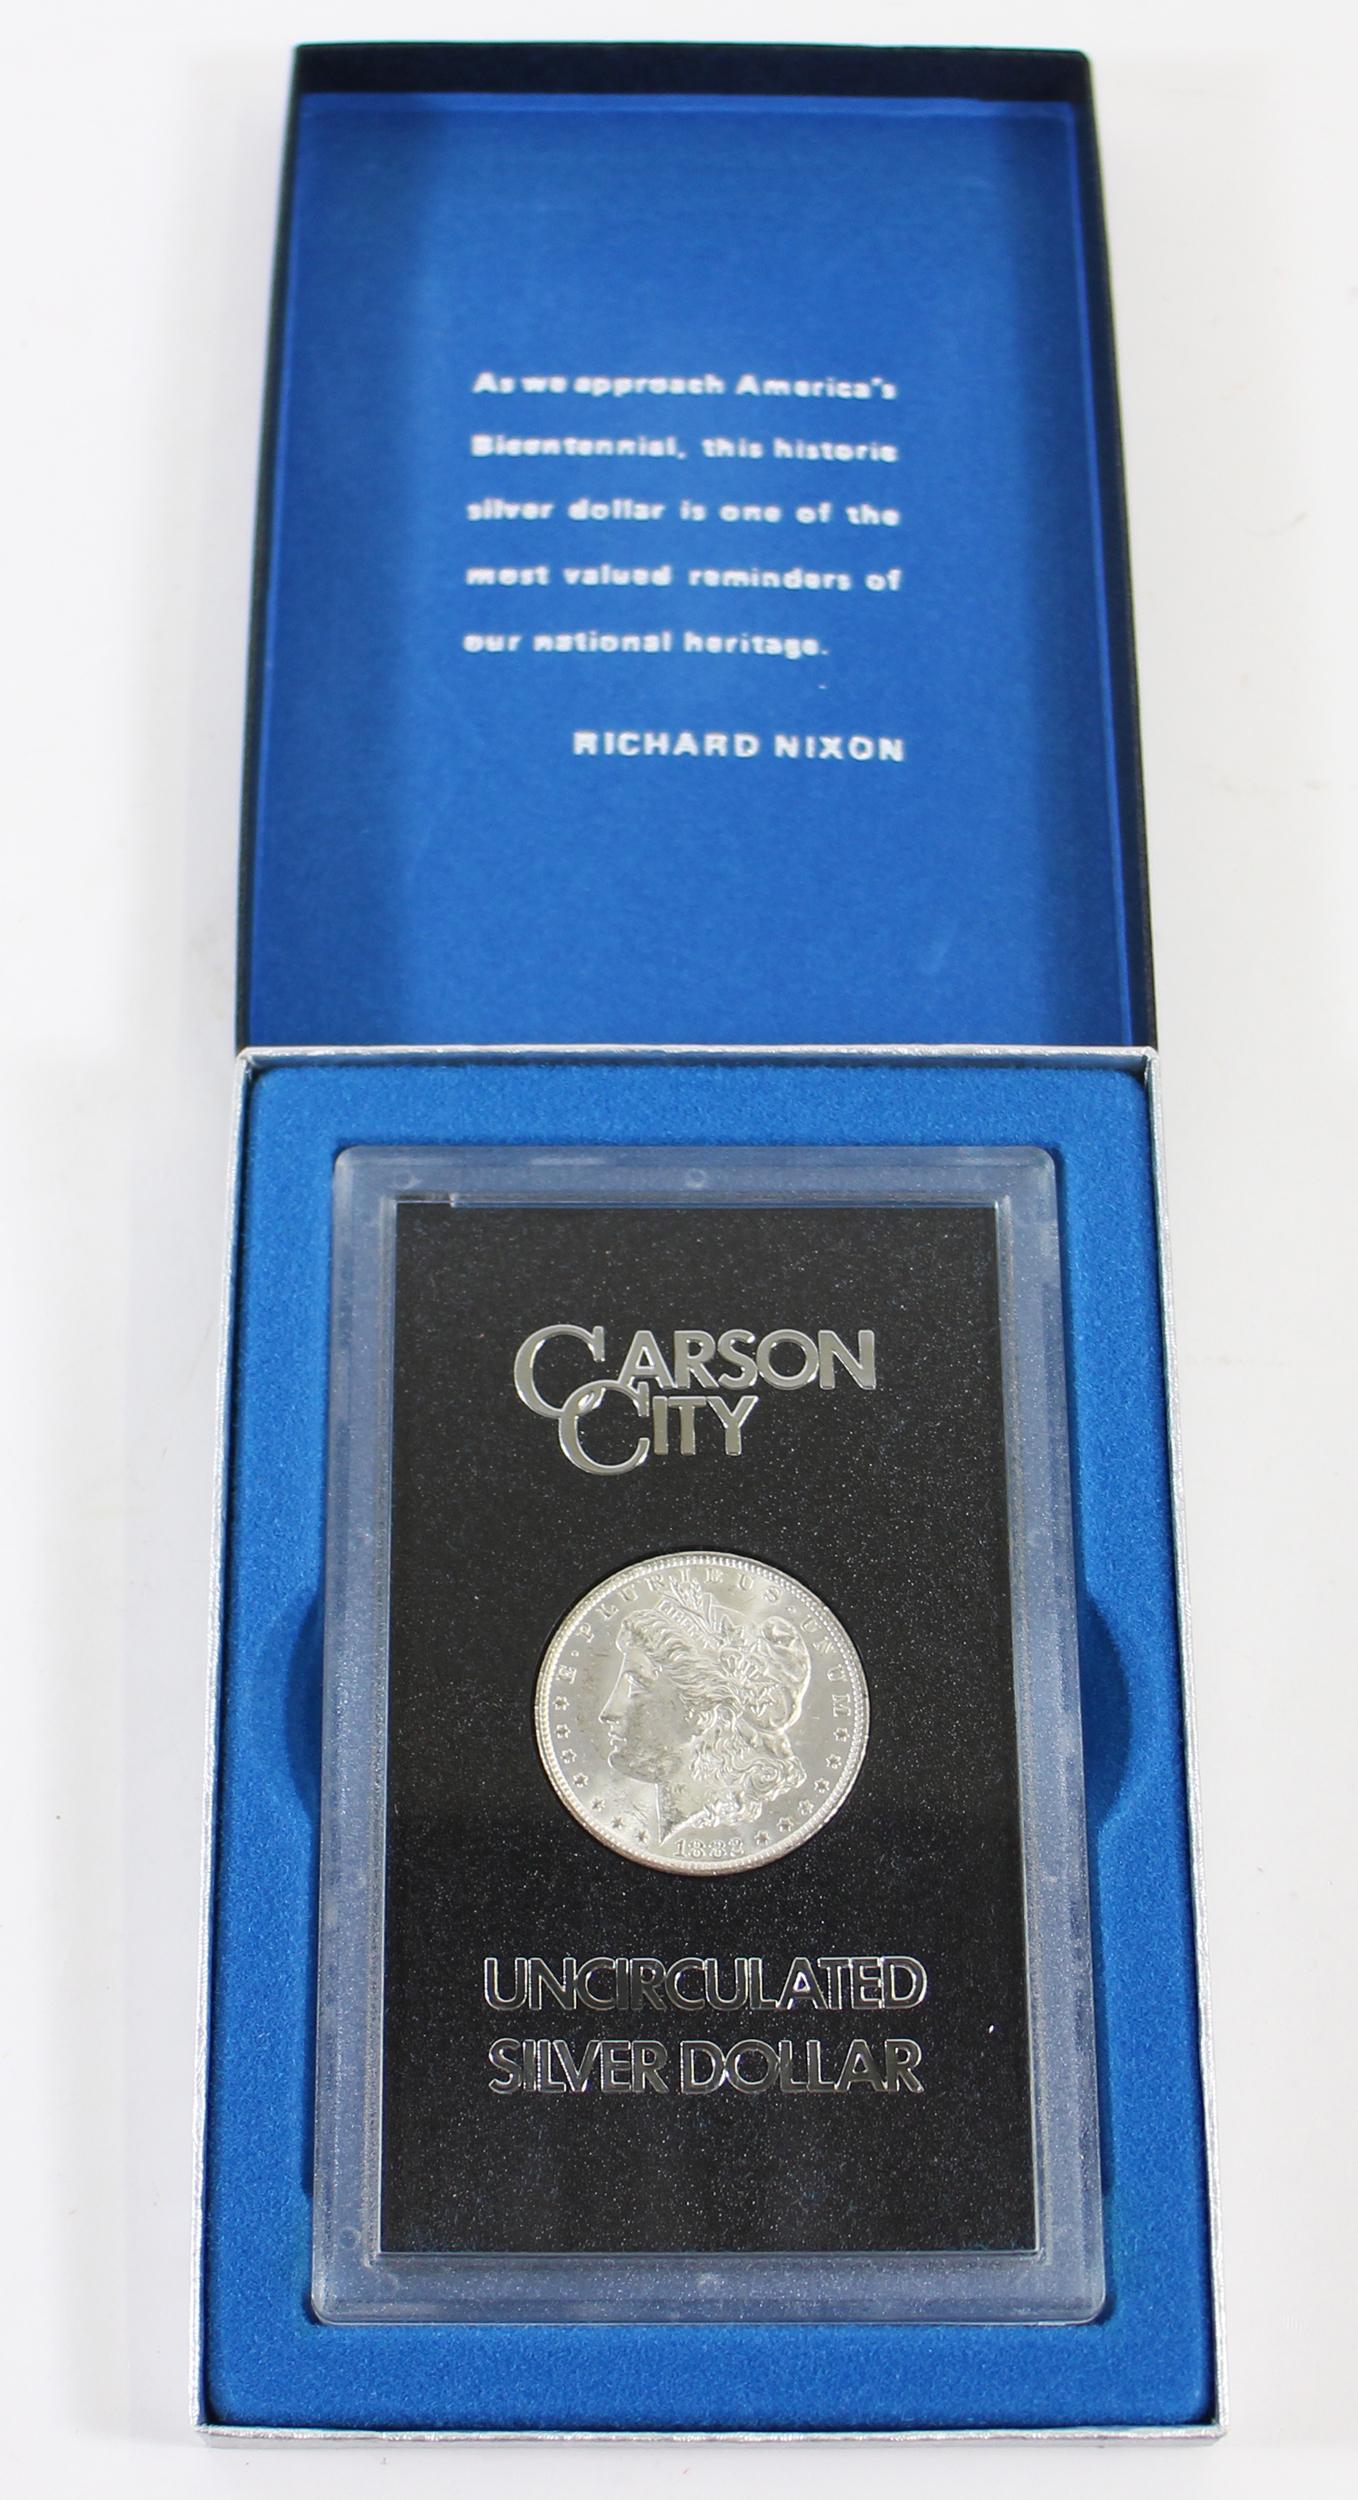 As we approach America's
Bicentennial, this historic
silver dollar is one of the
most valued reminders of
our national heritage.
RICHARD NIXON
CARSON
CITY
E · PLURIBUS · UNUM
LIBERTY
1882
UNCIRCULATED
SILVER DOLLAR